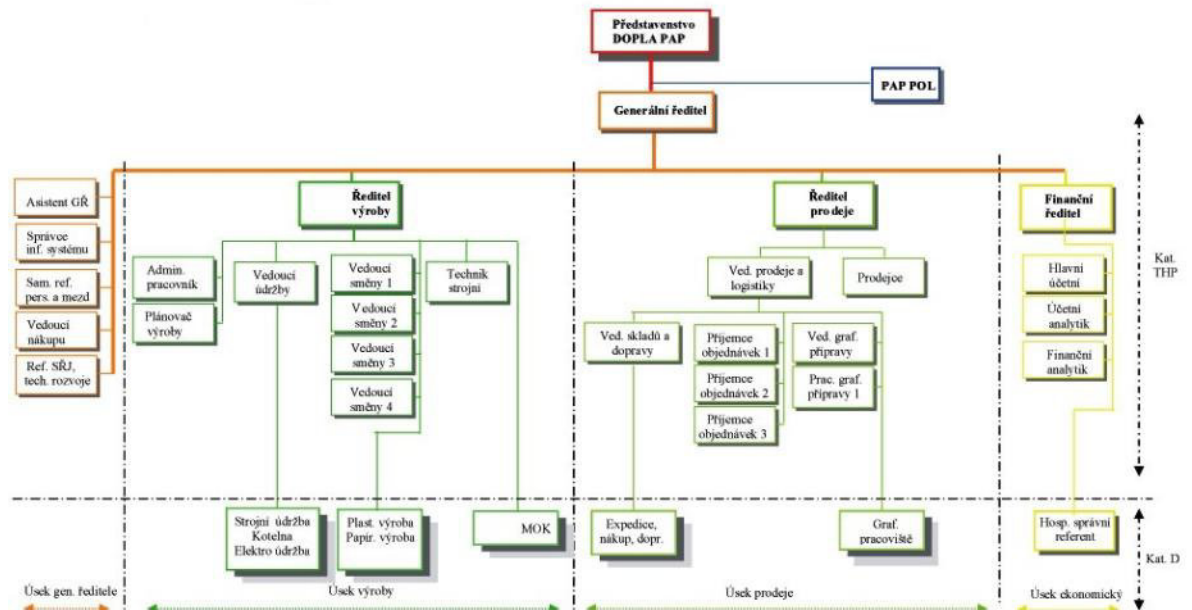 Představenstvo
DOPLA PAP
PAP POL
Generální ředitel
Asistent GŘ
Správce
inf. systému
Sam. ref.
pers. a mezd
Vedoucí
nákupu
Ref. SŘJ,
tech. rozvoje
Ředitel
výroby
Admin.
pracovník
Plánovač
výroby
Vedoucí
údržby
Vedoucí
směny 1
Vedoucí
směny 2
Vedoucí
směny 3
Vedoucí
směny 4
Technik
strojní
Ředitel
prodeje
Ved. prodeje a
logistiky
Prodejce
Ved. skladů a
dopravy
Příjemce
objednávek 1
Příjemce
objednávek 2
Příjemce
objednávek 3
Ved. graf.
přípravy
Prac. graf.
přípravy 1
Finanční
ředitel
Hlavní
účetní
Účetní
analytik
Finanční
analytik
Kat.
THP
Strojní údržba
Kotelna
Elektro údržba
Plast. výroba
Papír. výroba
MOK
Expedice,
nákup, dopr.
Graf.
pracoviště
Hosp. správní
referent
Kat. D
Úsek gen. ředitele
Úsek výroby
Úsek prodeje
Úsek ekonomický